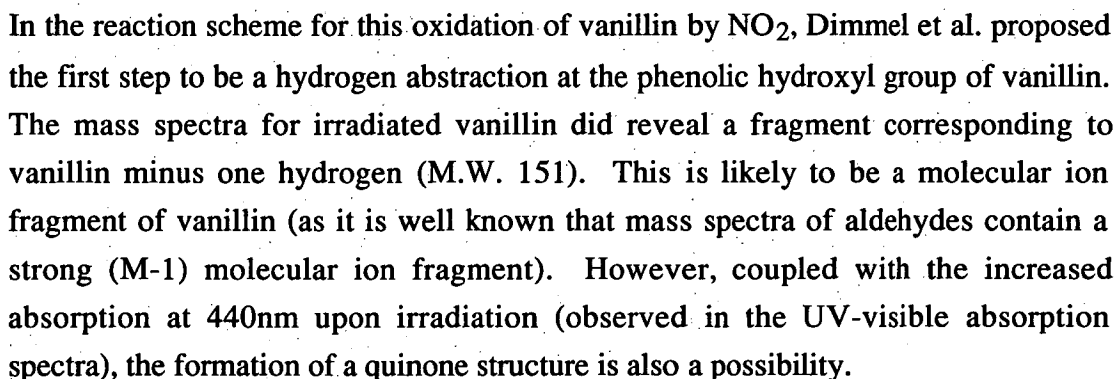 In the reaction scheme for this oxidation of vanillin by NO2, Dimmel et al. proposed
the first step to be a hydrogen abstraction at the phenolic hydroxyl group of vanillin.
The mass spectra for irradiated vanillin did reveal a fragment corresponding to
vanillin minus one hydrogen (M.W. 151). This is likely to be a molecular ion
fragment of vanillin (as it is well known that mass spectra of aldehydes contain a
strong (M-1) molecular ion fragment). However, coupled with the increased
absorption at 440nm upon irradiation (observed in the UV-visible absorption
spectra), the formation of a quinone structure is also a possibility.